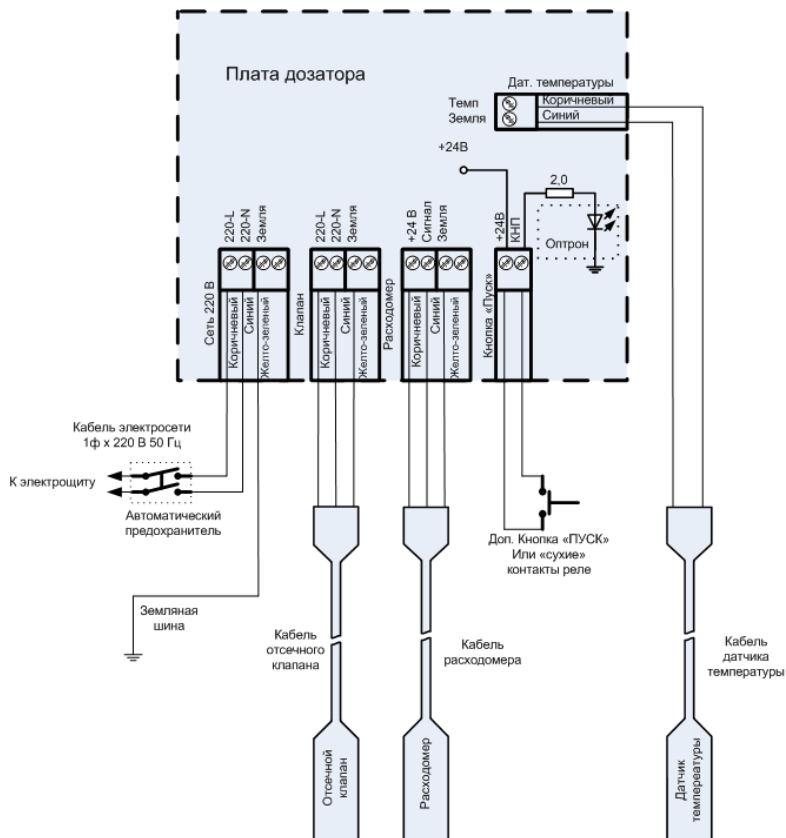 Плата дозатора
Дат. температуры
Темп
Коричневый
Земля
Синий
+24В
2,0
Оптрон
220-L
220-N
Земля
220-L
220-N
Земля
+24 В
Сигнал
Земля
+24В
КНП
Сеть 220 В
Коричневый
Синий
Желто-зеленый
Клапан
Коричневый
Синий
Желто-зеленый
Расходомер
Коричневый
Синий
Желто-зеленый
Кнопка «Пуск»
Кабель электросети
1ф х 220 В 50 Гц
К электрощиту
Автоматический
предохранитель
Доп. Кнопка «ПУСК»
Или «сухие»
контакты реле
Земляная
шина
Кабель
отсечного
клапана
Кабель
расходомера
Кабель
датчика
температуры
Отсечной
клапан
Расходомер
Датчик
темпереатуры